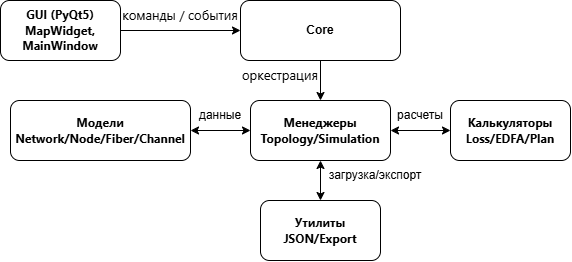 GUI (PyQt5)
MapWidget,
MainWindow
команды / события
Core
оркестрация
Модели
Network/Node/Fiber/Channel
данные
Менеджеры
Topology/Simulation
расчеты
Калькуляторы
Loss/EDFA/Plan
загрузка/экспорт
Утилиты
JSON/Export